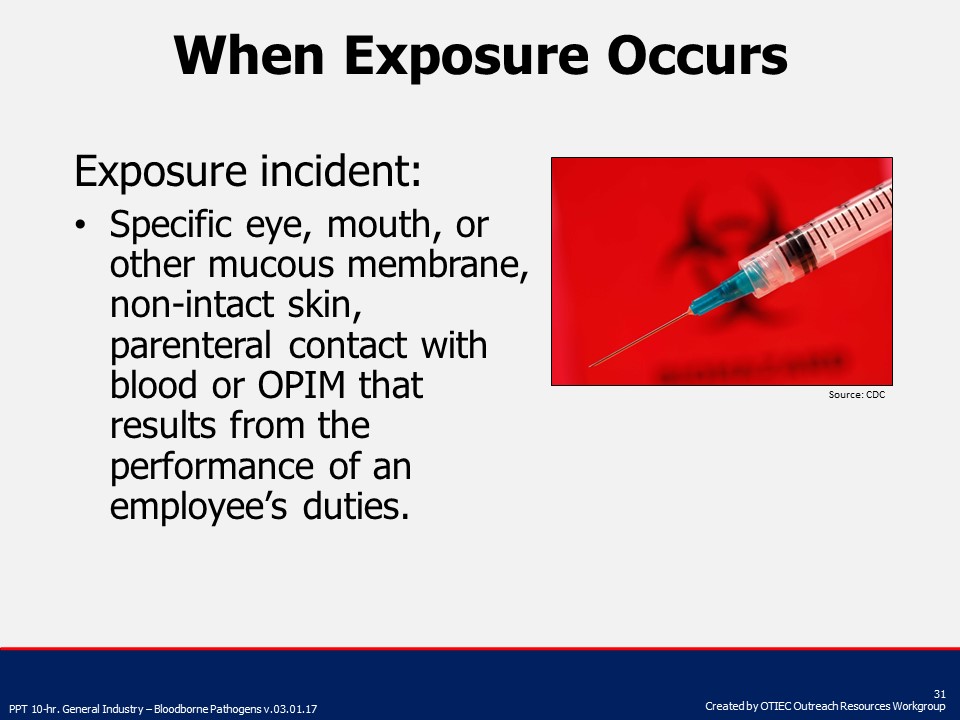 When Exposure Occurs
Exposure incident:
• Specific eye, mouth, or
other mucous membrane,
non-intact skin,
parenteral contact with
blood or OPIM that
results from the
performance of an
employee’s duties.
Source: CDC
31
PPT 10-hr. General Industry – Bloodborne Pathogens v.03.01.17
Created by OTIEC Outreach Resources Workgroup